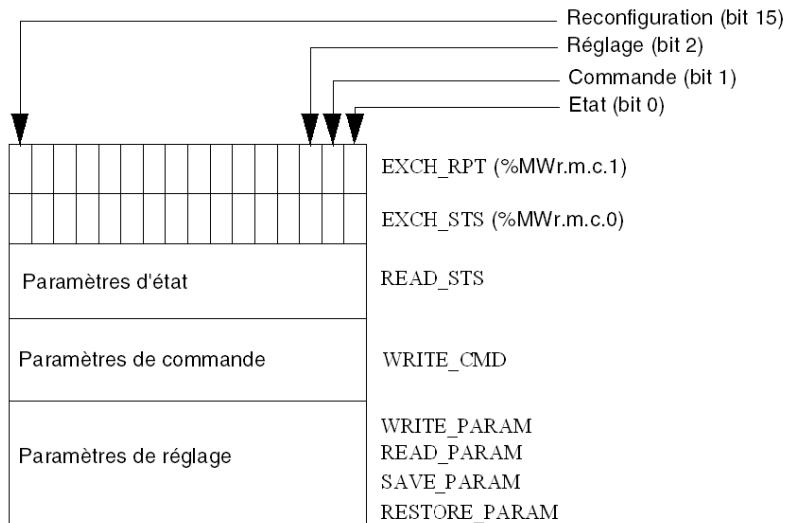 Reconfiguration (bit 15)
Réglage (bit 2)
Commande (bit 1)
Etat (bit 0)
EXCH_RPT (%MWr.m.c.1)
EXCH_STS (%MWr.m.c.0)
Paramètres d'état READ_STS
Paramètres de commande WRITE_CMD
WRITE_PARAM
Paramètres de réglage READ_PARAM
SAVE_PARAM
RESTORE_PARAM